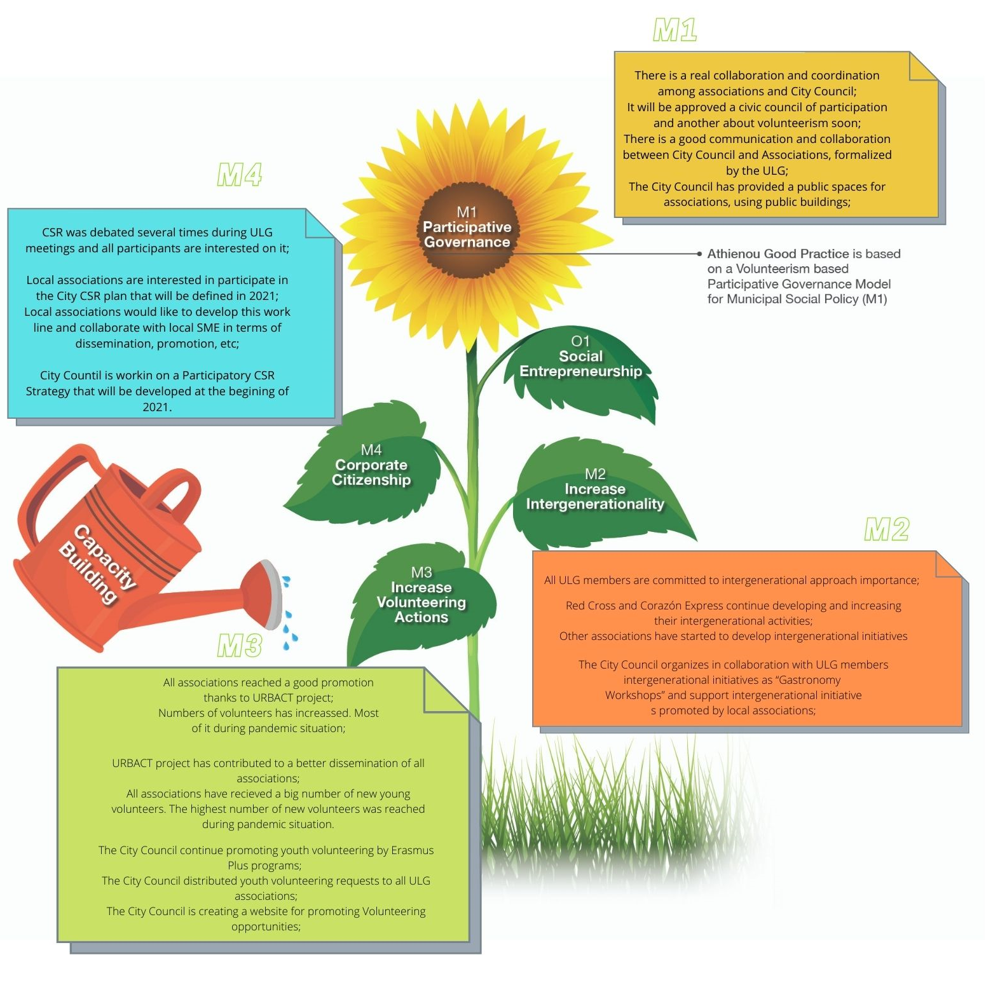 M1
There is a real collaboration and coordination
among associations and City Council;
It will be approved a civic council of participation
and another about volunteerism soon;
There is a good communication and collaboration
between City Council and Associations, formalized
by the ULG;
The City Council has provided a public spaces for
associations, using public buildings;
M4
CSR was debated several times during ULG
meetings and all participants are interested on it;
Local associations are interested in participate in
the City CSR plan that will be defined in 2021;
Local associations would like to develop this work
line and collaborate with local SME in terms of
dissemination, promotion, etc;
City Countil is workin on a Participatory CSR
Strategy that will be developed at the begining of
2021.
M1
Participative
Governance
Athienou Good Practice is based
on a Volunteerism based
Participative Governance Model
for Municipal Social Policy (M1)
O1
Social
Entrepreneurship
M4
Corporate
Citizenship
M2
Increase
Intergenerationality
Capacity
Building
M3
Increase
Volunteering
Actions
M2
All ULG members are committed to intergenerational approach importance;
Red Cross and Corazón Express continue developing and increasing
their intergenerational activities;
Other associations have started to develop intergenerational initiatives
The City Council organizes in collaboration with ULG members
intergenerational initiatives as “Gastronomy
Workshops” and support intergenerational initiative
s promoted by local associations;
M3
All associations reached a good promotion
thanks to URBACT project;
Numbers of volunteers has increassed. Most
of it during pandemic situation;
URBACT project has contributed to a better dissemination of all
associations;
All associations have recieved a big number of new young
volunteers. The highest number of new volunteers was reached
during pandemic situation.
The City Council continue promoting youth volunteering by Erasmus
Plus programs;
The City Council distributed youth volunteering requests to all ULG
associations;
The City Council is creating a website for promoting Volunteering
opportunities;